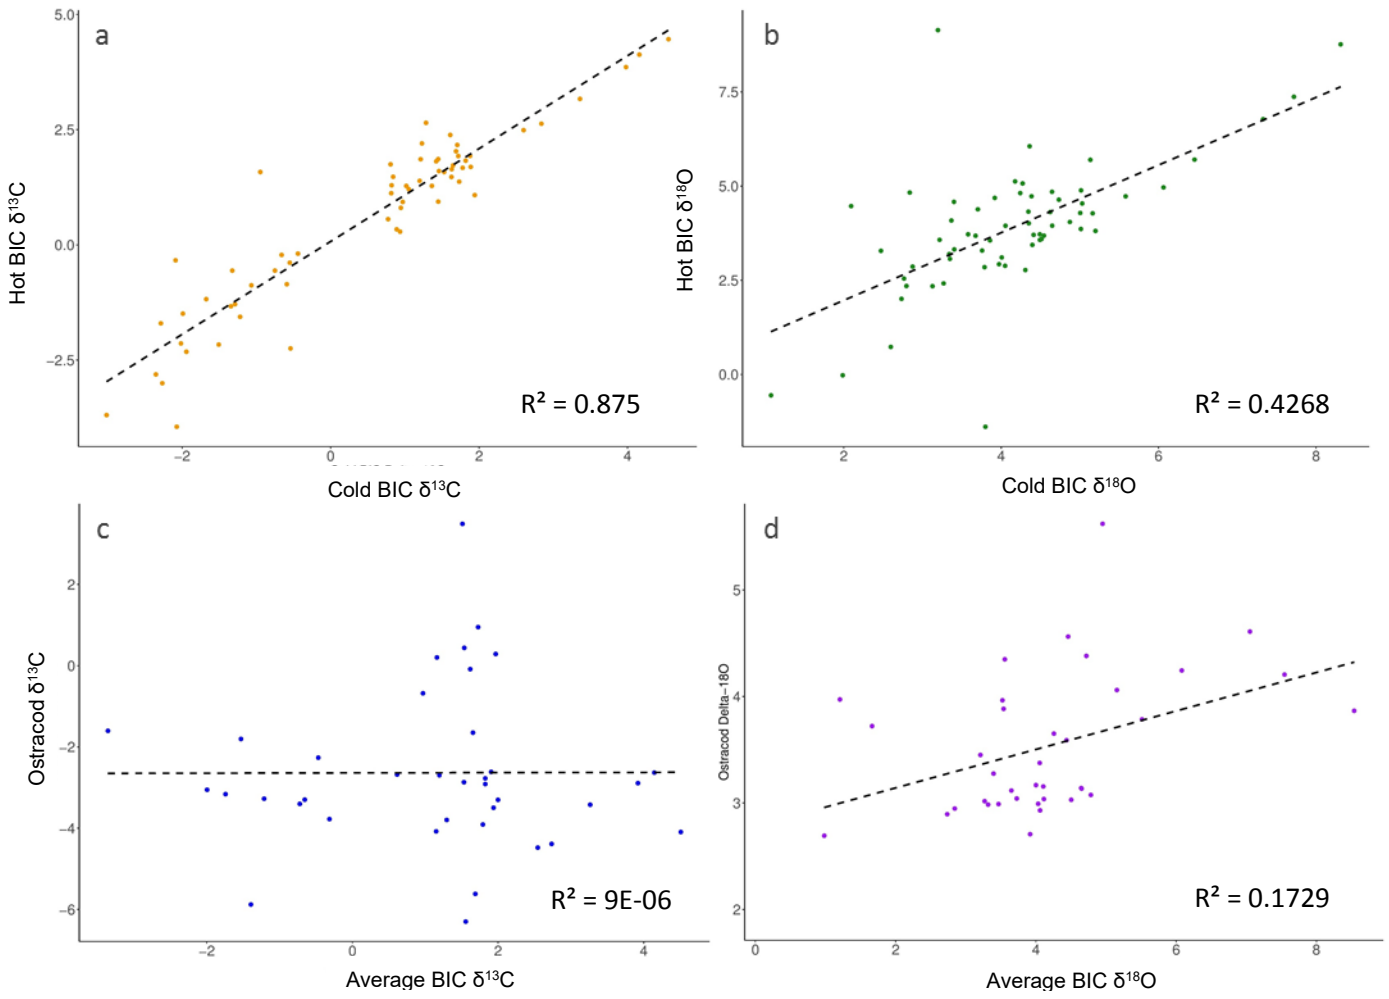 a
5.0
2.5
0.0
−2.5
Hot BIC δ¹³C
−2
0
2
4
Cold BIC δ¹³C
R² = 0.875
b
7.5
5.0
2.5
0.0
Hot BIC δ¹⁸O
2
4
6
8
Cold BIC δ¹⁸O
R² = 0.4268
c
2
0
−2
−4
−6
Ostracod δ¹³C
−2
0
2
4
Average BIC δ¹³C
R² = 9E-06
d
5
4
3
2
Ostracod Delta−18O
0
2
4
6
8
Average BIC δ¹⁸O
R² = 0.1729